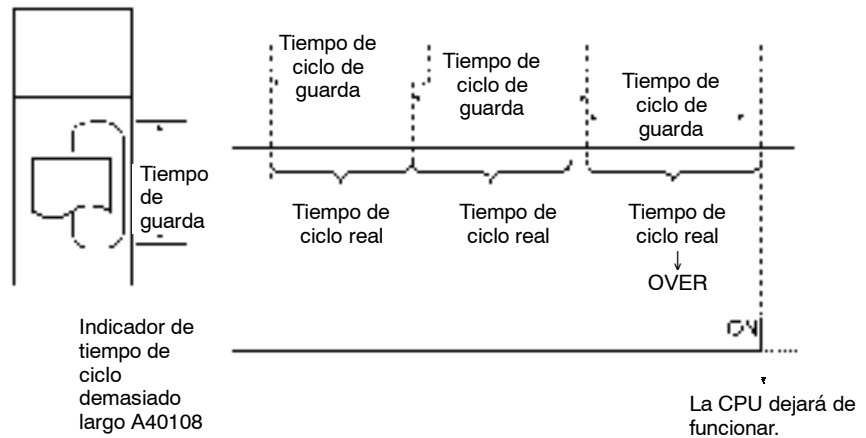 Tiempo de
ciclo de
guarda
Tiempo de
ciclo de
guarda
Tiempo de
ciclo de
guarda
Tiempo
de
guarda
Tiempo de
ciclo real
Tiempo de
ciclo real
Tiempo de
ciclo real
↓
OVER
ON
Indicador de
tiempo de
ciclo
demasiado
largo A40108
La CPU dejará de
funcionar.